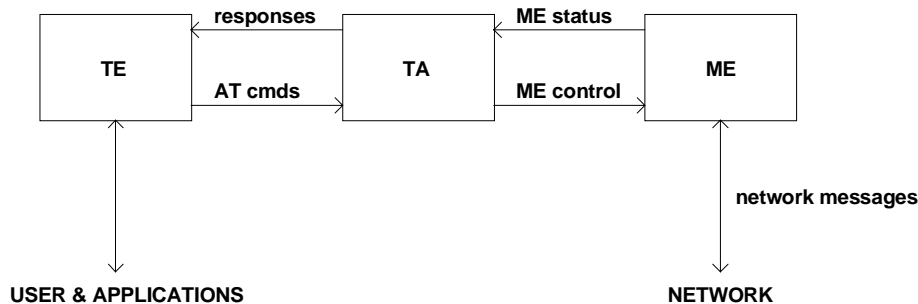 responses
ME status
TE
TA
ME
AT cmds
ME control
network messages
USER & APPLICATIONS
NETWORK